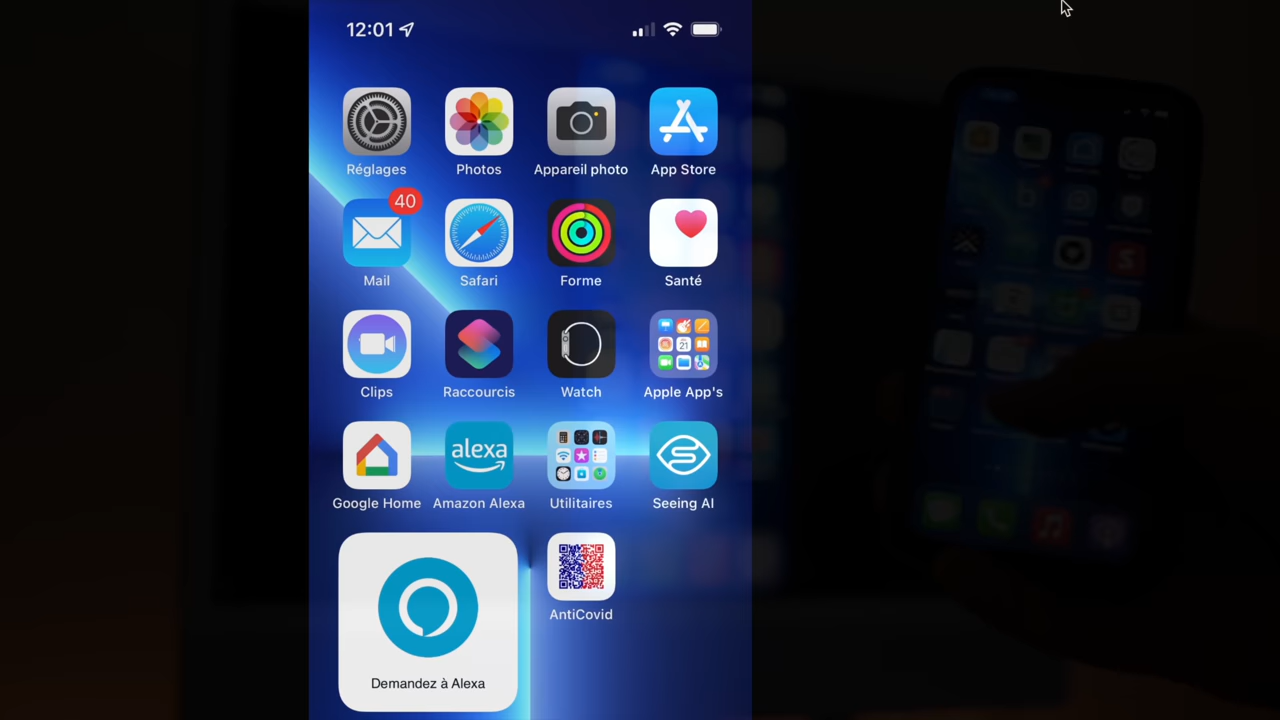 12:01
Réglages
Photos
Appareil photo
App Store
40
Mail
Safari
Forme
Santé
Clips
Raccourcis
Watch
21
Apple App's
alexa
Google Home
Amazon Alexa
Utilitaires
Seeing AI
AntiCovid
Demandez à Alexa